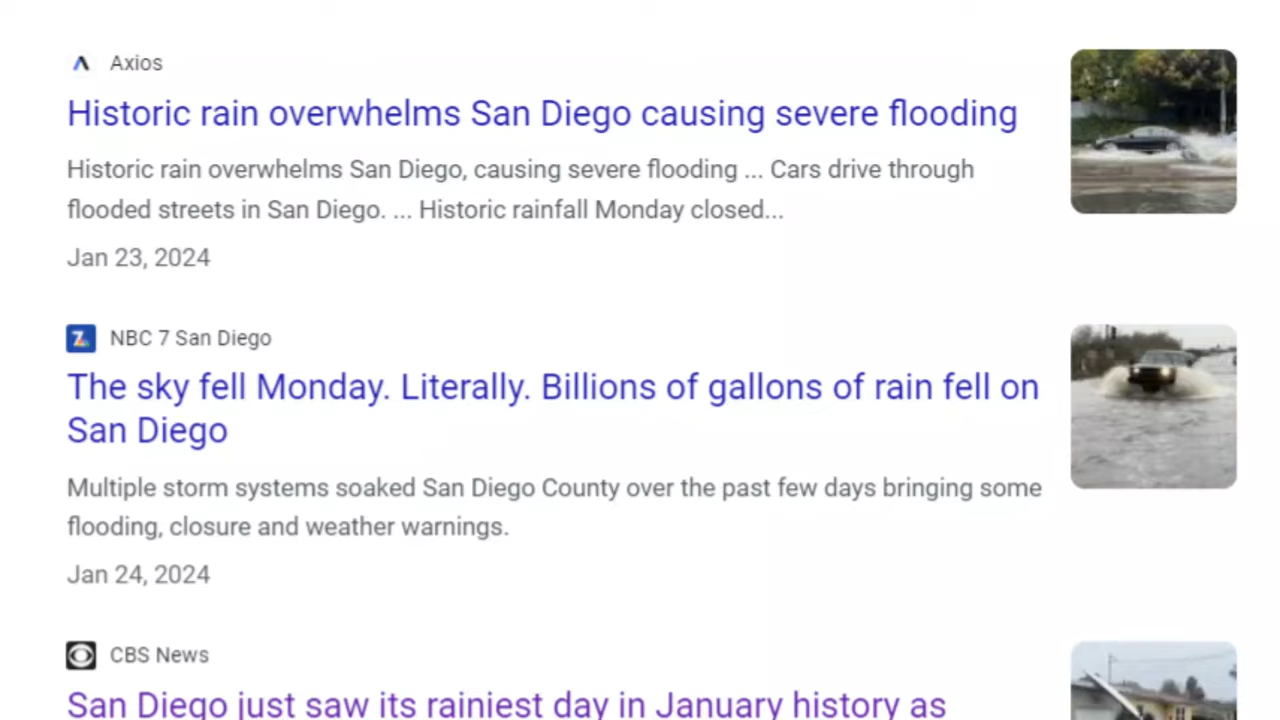 Axios
Historic rain overwhelms San Diego causing severe flooding
Historic rain overwhelms San Diego, causing severe flooding ... Cars drive through
flooded streets in San Diego. ... Historic rainfall Monday closed...
Jan 23, 2024
NBC 7 San Diego
The sky fell Monday. Literally. Billions of gallons of rain fell on
San Diego
Multiple storm systems soaked San Diego County over the past few days bringing some
flooding, closure and weather warnings.
Jan 24, 2024
CBS News
San Diego just saw its rainiest day in January history as